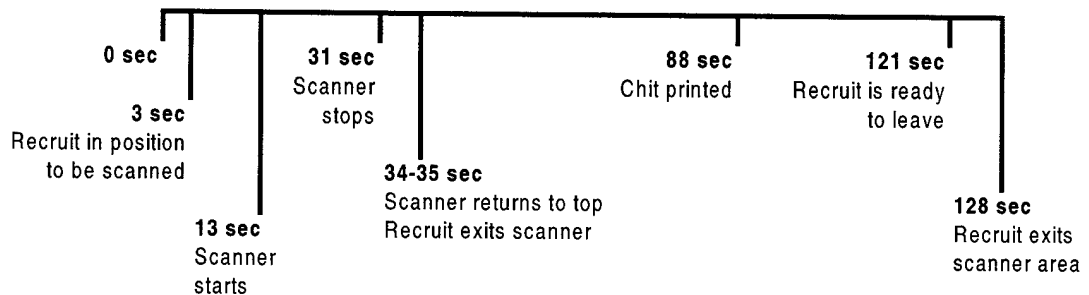 0 sec
3 sec
Recruit in position
to be scanned
13 sec
Scanner
starts
31 sec
Scanner
stops
34-35 sec
Scanner returns to top
Recruit exits scanner
88 sec
Chit printed
121 sec
Recruit is ready
to leave
128 sec
Recruit exits
scanner area